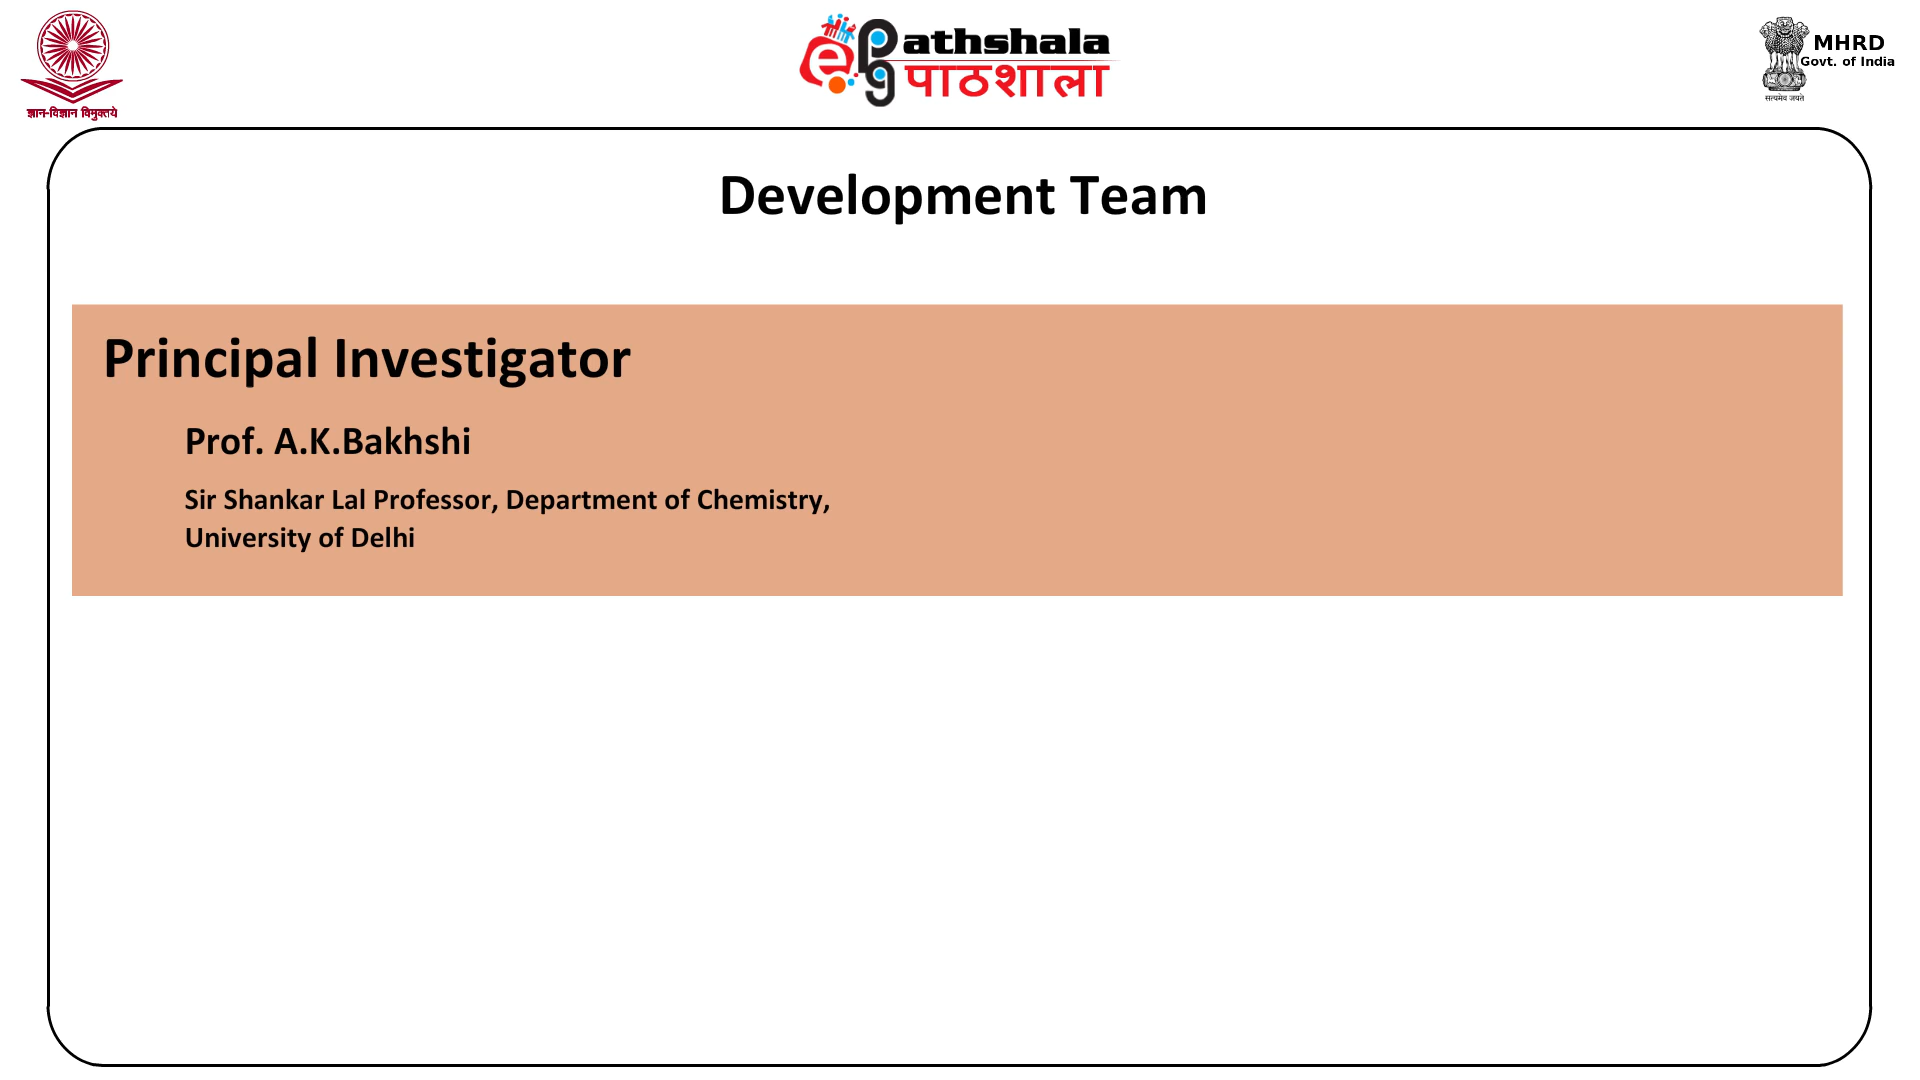 ज्ञान-विज्ञान विमुक्तये
e pg athshala
पाठशाला
MHRD
Govt. of India
सत्यमेव जयते
Development Team
Principal Investigator
Prof. A.K.Bakhshi
Sir Shankar Lal Professor, Department of Chemistry,
University of Delhi